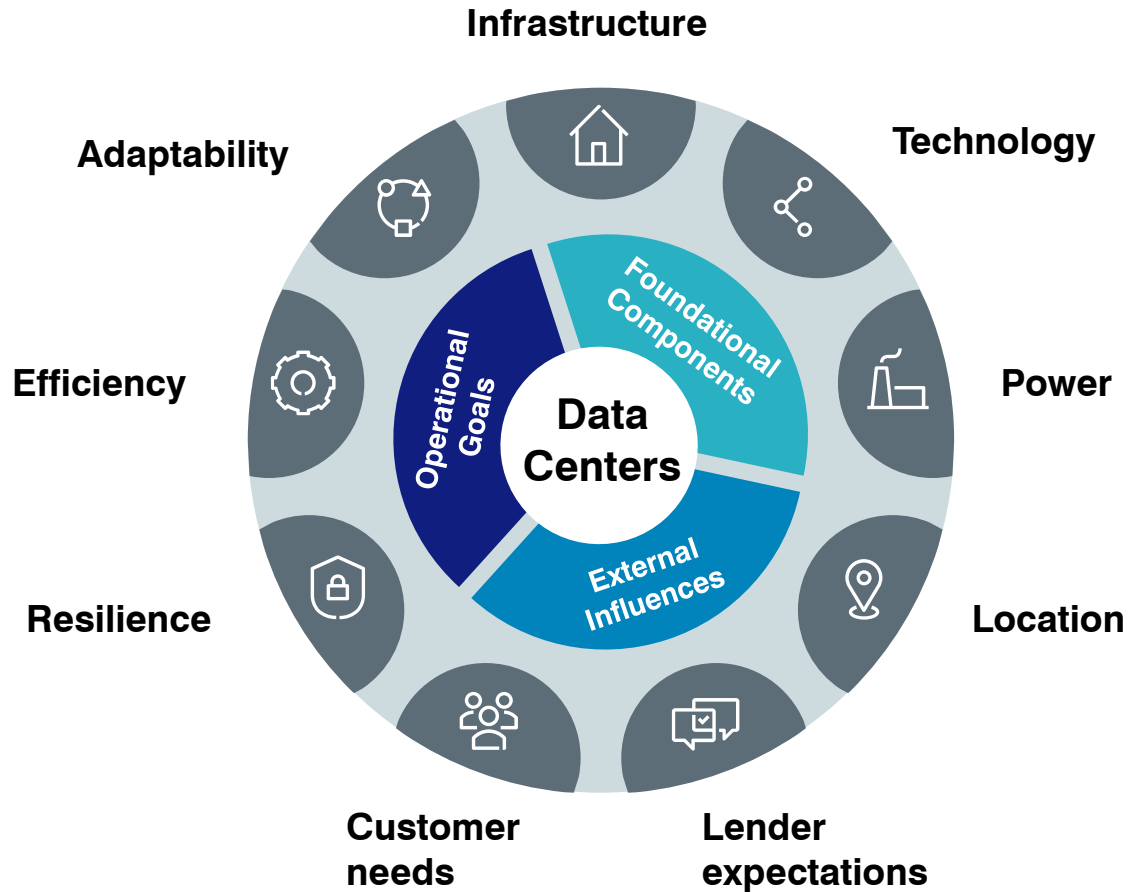 Infrastructure
Technology
Power
Location
Lender
expectations
Customer
needs
Resilience
Efficiency
Adaptability
Foundational
Components
External
Influences
Operational
Goals
Data
Centers